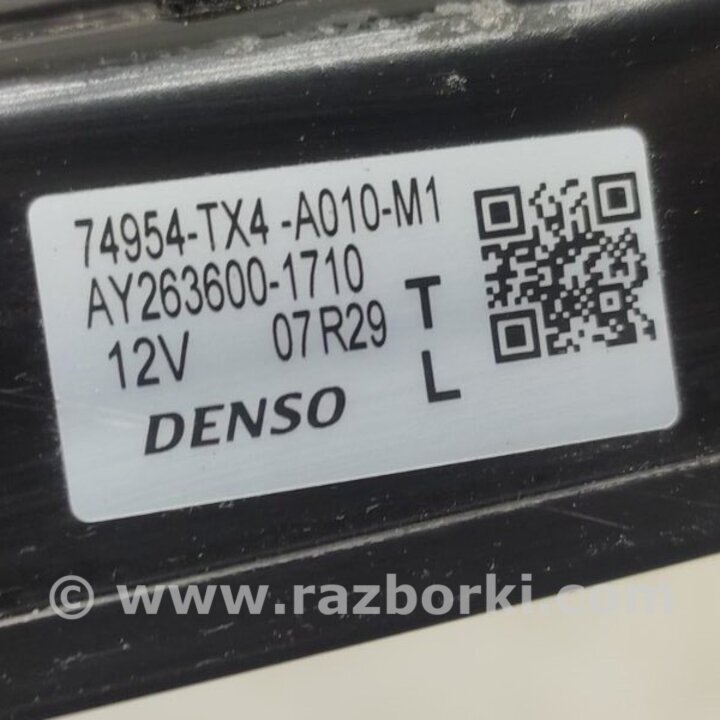 74954-TX4 -A010-M1
AY263600-1710
12V 07R29
T
L
DENSO
© www.razborki.com